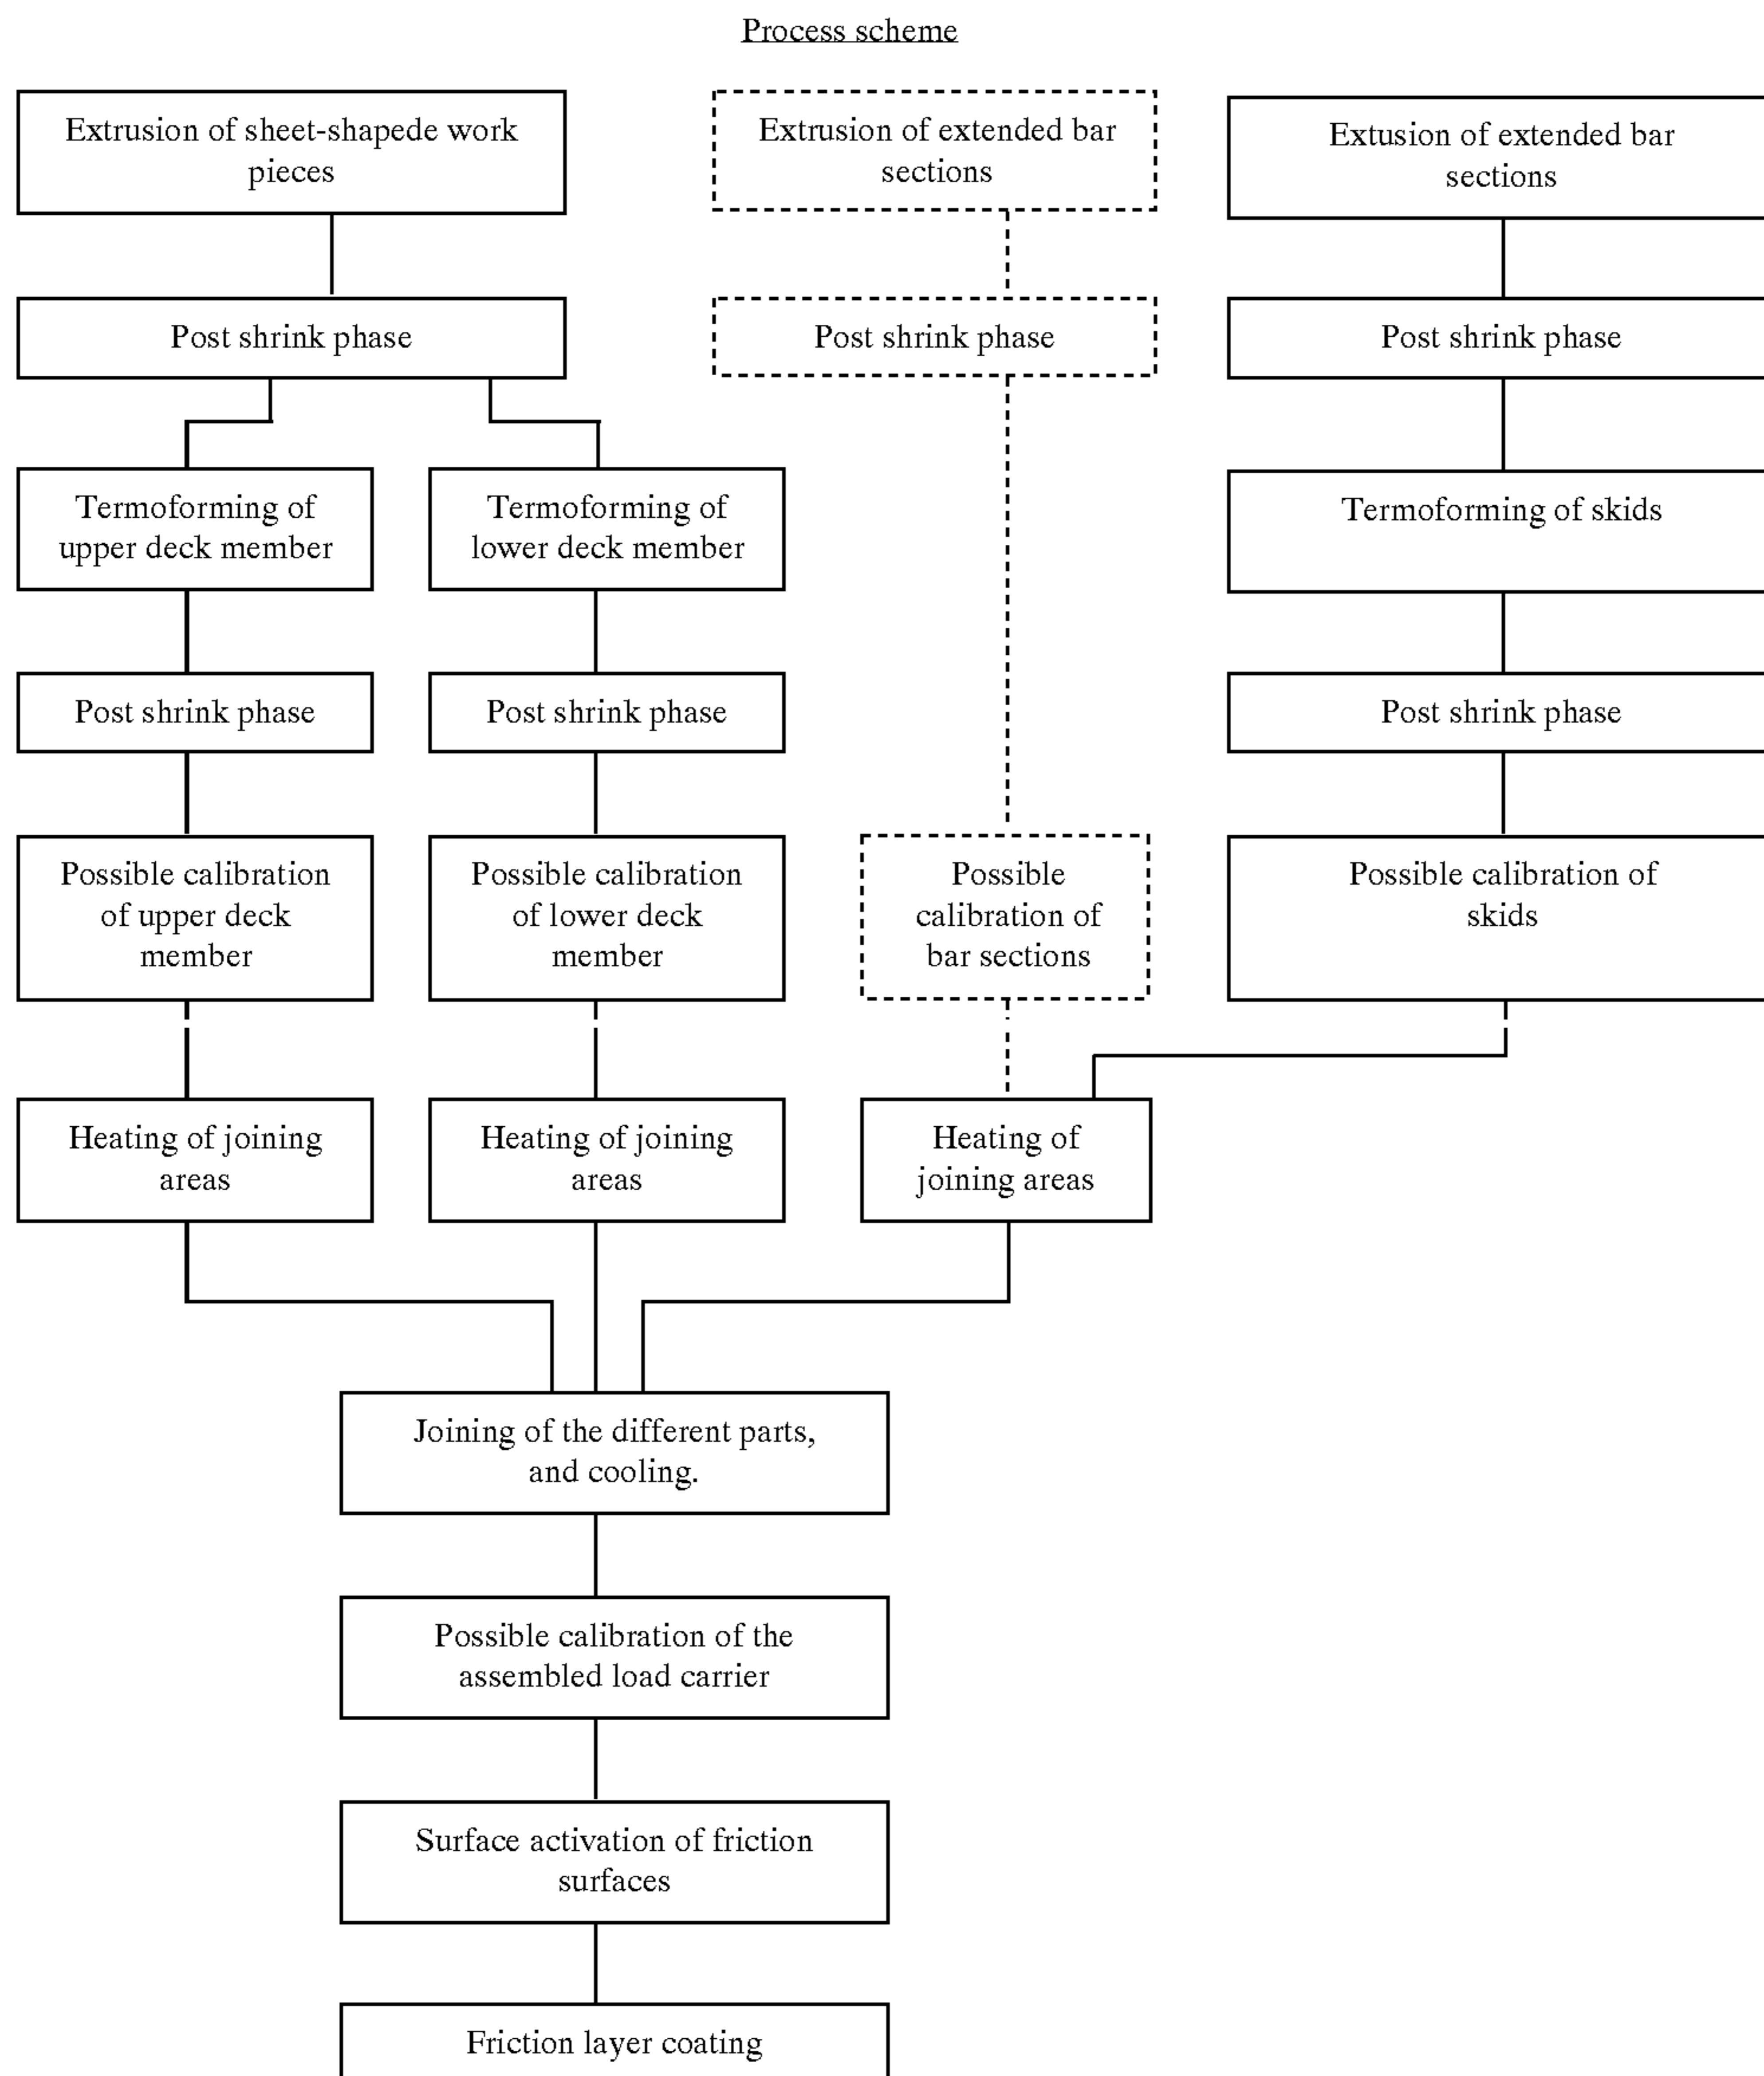 Process scheme
Extrusion of sheet-shapede work
pieces
Extrusion of extended bar
sections
Extusion of extended bar
sections
Post shrink phase
Post shrink phase
Post shrink phase
Termoforming of
upper deck member
Termoforming of
lower deck member
Termoforming of skids
Post shrink phase
Post shrink phase
Post shrink phase
Possible calibration
of upper deck
member
Possible calibration
of lower deck
member
Possible
calibration of
bar sections
Possible calibration of
skids
Heating of joining
areas
Heating of joining
areas
Heating of
joining areas
Joining of the different parts,
and cooling.
Possible calibration of the
assembled load carrier
Surface activation of friction
surfaces
Friction layer coating